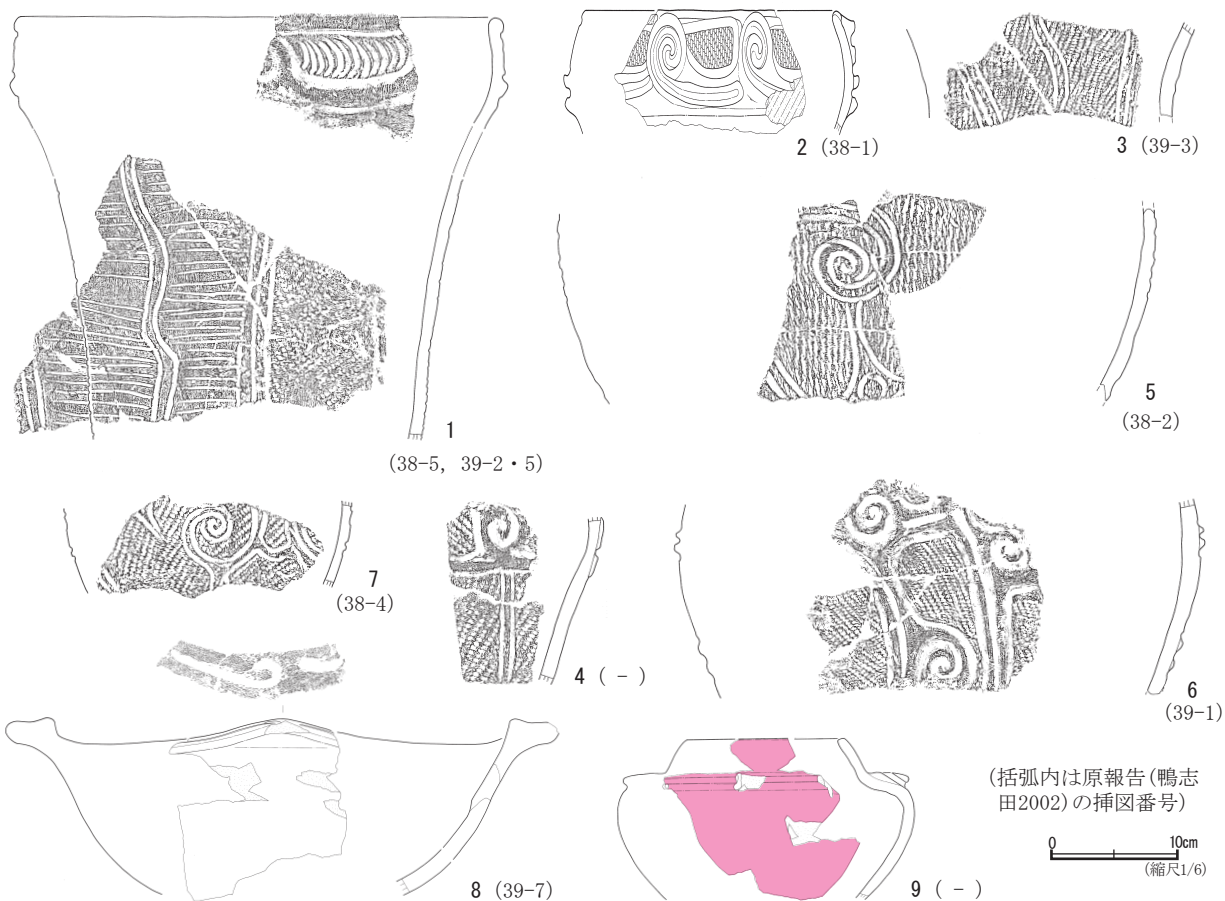 2 (38-1)
3 (39-3)
1
(38-5, 39-2・5)
5
(38-2)
7
(38-4)
4 ( - )
6
(39-1)
8 (39-7)
9 ( - )
(括弧内は原報告(鴨志
田2002)の挿図番号)
0 10cm
(縮尺1/6)